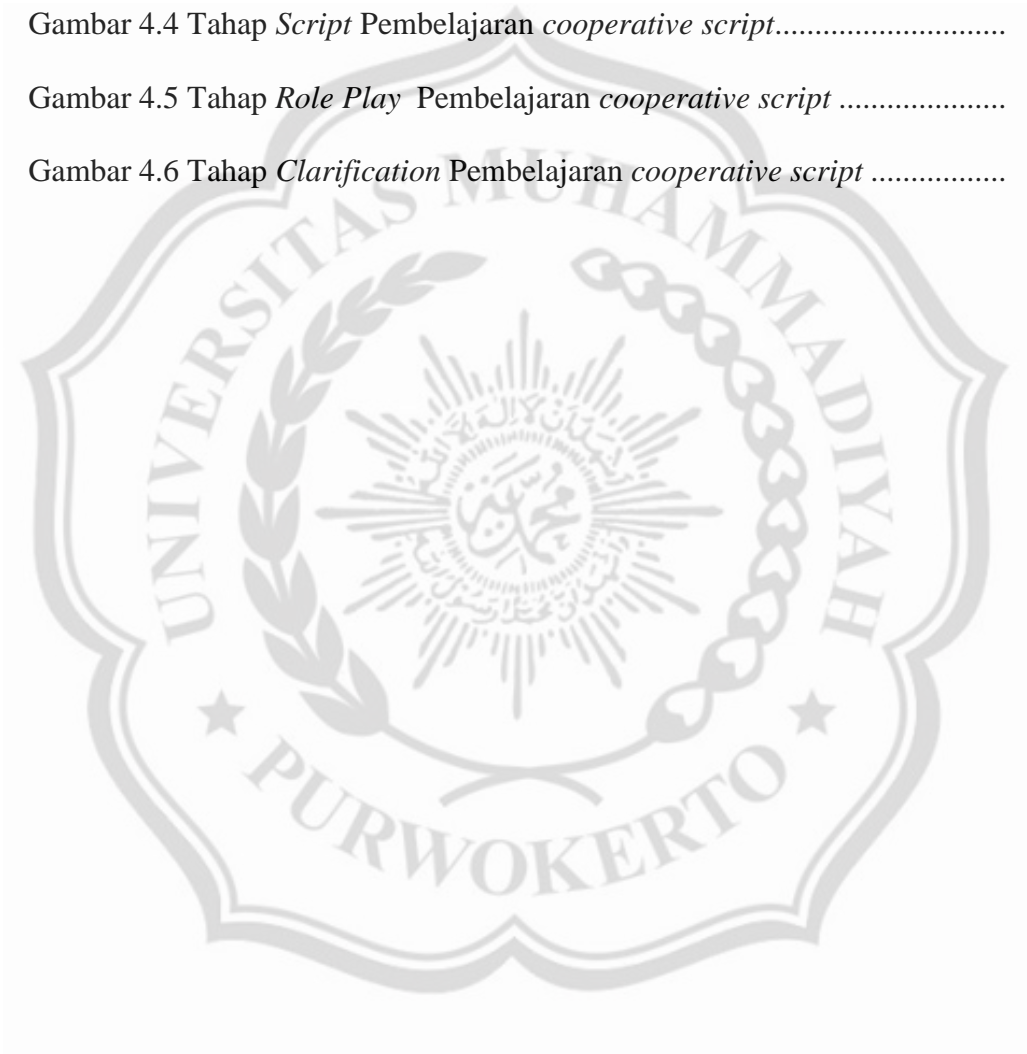 Gambar 4.4 Tahap Script Pembelajaran cooperative script............................
Gambar 4.5 Tahap Role Play  Pembelajaran cooperative script .....................
Gambar 4.6 Tahap Clarification Pembelajaran cooperative script .................
UNIVERSITAS MUHAMMADIYAH
PURWOKERTO